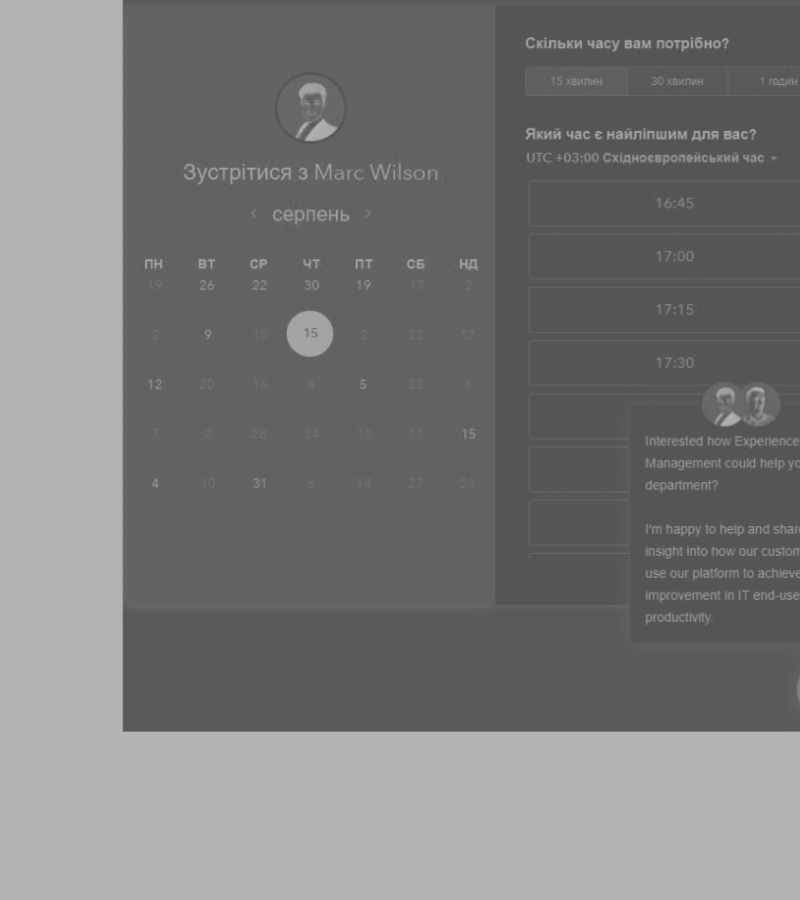 Зустрітися з Marc Wilson
‹ серпень ›
ПН ВТ СР ЧТ ПТ СБ НД
19 26 22 30 19 17 2
2 9 10 15 2 22 12
12 20 16 4 5 22 1
7 2 28 24 10 11 15
4 10 31 6 14 27 21
Скільки часу вам потрібно?
15 хвилин 30 хвилин 1 годин
Який час є найліпшим для вас?
UTC +03:00 Східноєвропейський час
16:45
17:00
17:15
17:30
Interested how Experience
Management could help yo
department?
I'm happy to help and shar
insight into how our custom
use our platform to achieve
improvement in IT end-use
productivity.